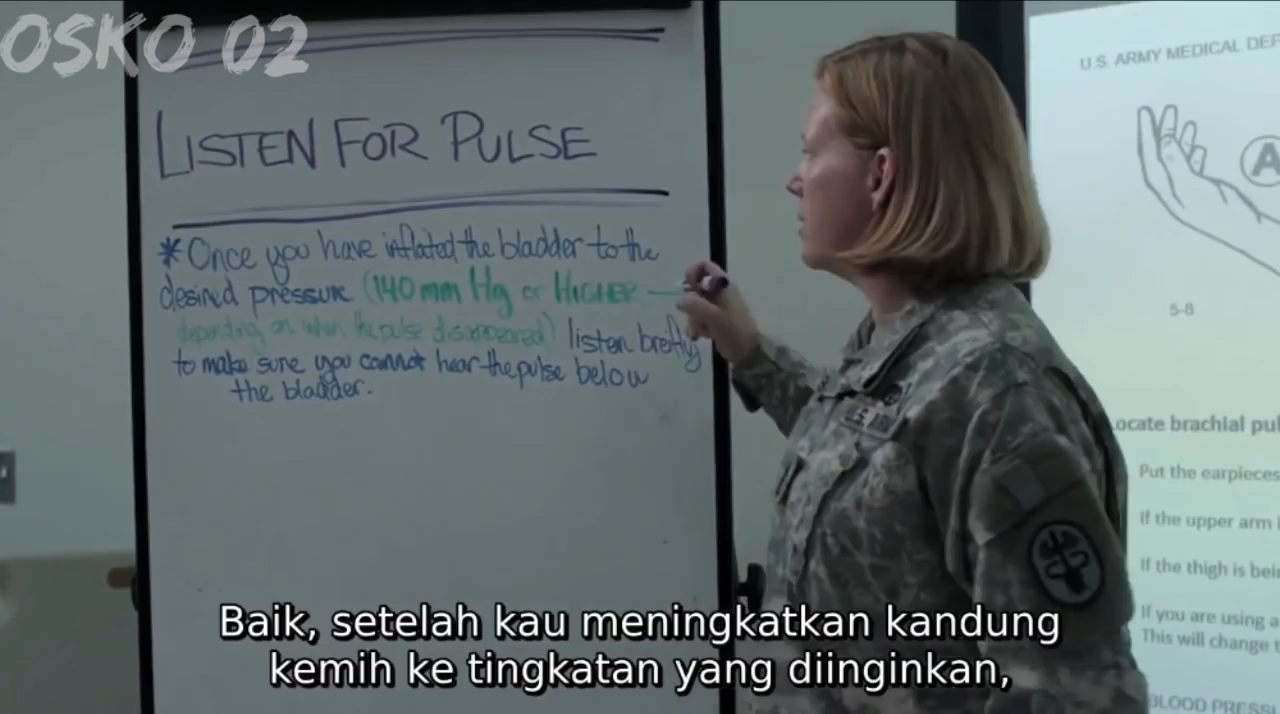 OSKO 02
LISTEN FOR PULSE
* Once you have inflated the bladder to the
desired pressure (140 mm Hg or HIGHER –
depending on when the pulse disappeared) listen briefly
to make sure you cannot hear the pulse below
the bladder.
U.S. ARMY MEDICAL DEP
A
5-8
U.S. ARMY
ocate brachial pul
Put the earpieces
If the upper arm i
If the thigh is bein
If you are using a
This will change t
BLOOD PRESSU
Baik, setelah kau meningkatkan kandung
kemih ke tingkatan yang diinginkan,